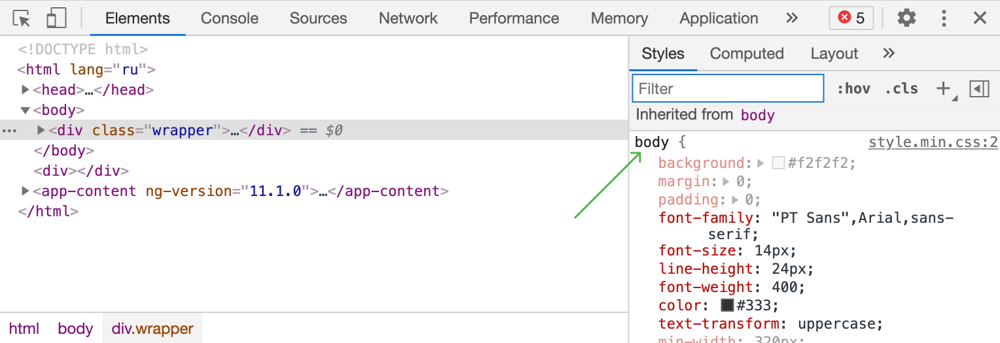 Elements Console Sources Network Performance Memory Application » 5
<!DOCTYPE html>
<html lang="ru">
<head>…</head>
<body>
<div class="wrapper">…</div> == $0
</body>
<div></div>
<app-content ng-version="11.1.0">…</app-content>
</html>
html body div.wrapper
Styles Computed Layout »
Filter :hov .cls +
Inherited from body
body { style.min.css:2
background: #f2f2f2;
margin: 0;
padding: 0;
font-family: "PT Sans",Arial,sans-
serif;
font-size: 14px;
line-height: 24px;
font-weight: 400;
color: #333;
text-transform: uppercase;
min-width: 320px;